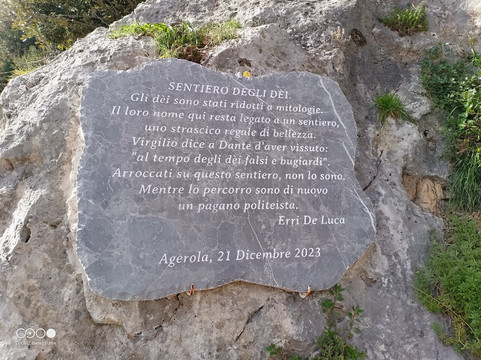 SENTIERO DEGLI DEI.
Gli dèi sono stati ridotti a mitologie.
Il loro nome qui resta legato a un sentiero,
uno strascico regale di bellezza.
Virgilio dice a Dante d'aver vissuto:
"al tempo degli dèi falsi e bugiardi".
Arroccati su questo sentiero, non lo sono.
Mentre lo percorro sono di nuovo
un pagano politeista.
Erri De Luca
Agerola, 21 Dicembre 2023